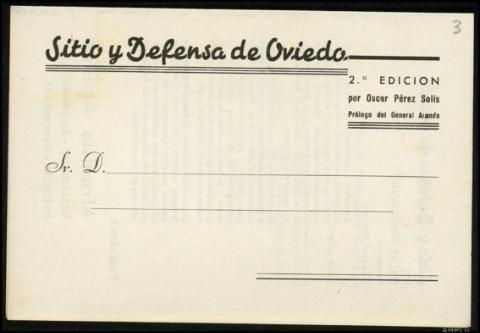 3
Sitio y Defensa de Oviedo
2.º EDICION
por Oscar Pérez Solís
Prólogo del General Aranda
Sr. D.